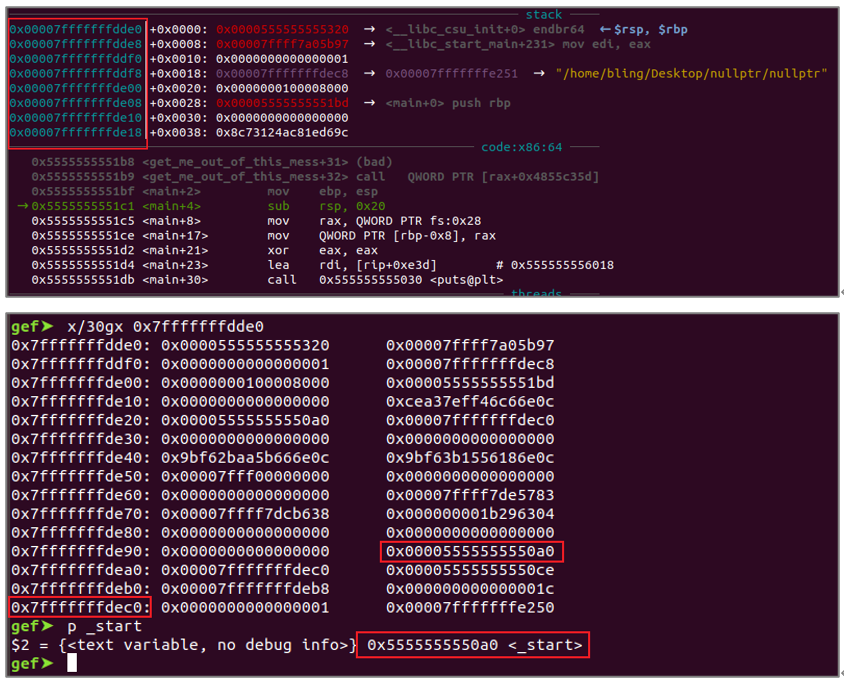 stack
0x00007fffffffdde0 +0x0000: 0x0000555555555320 → <__libc_csu_init+0> endbr64 ←$rsp, $rbp
0x00007fffffffdde8 +0x0008: 0x00007ffff7a05b97 → <__libc_start_main+231> mov edi, eax
0x00007fffffffddf0 +0x0010: 0x0000000000000001
0x00007fffffffddf8 +0x0018: 0x00007fffffffdec8 → 0x00007fffffffe251 → "/home/bling/Desktop/nullptr/nullptr"
0x00007fffffffde00 +0x0020: 0x0000000100008000
0x00007fffffffde08 +0x0028: 0x00005555555551bd → <main+0> push rbp
0x00007fffffffde10 +0x0030: 0x0000000000000000
0x00007fffffffde18 +0x0038: 0x8c73124ac81ed69c
code:x86:64
0x5555555551b8 <get_me_out_of_this_mess+31> (bad)
0x5555555551b9 <get_me_out_of_this_mess+32> call QWORD PTR [rax+0x4855c35d]
0x5555555551bf <main+2> mov ebp, esp
→0x5555555551c1 <main+4> sub rsp, 0x20
0x5555555551c5 <main+8> mov rax, QWORD PTR fs:0x28
0x5555555551ce <main+17> mov QWORD PTR [rbp-0x8], rax
0x5555555551d2 <main+21> xor eax, eax
0x5555555551d4 <main+23> lea rdi, [rip+0xe3d] # 0x555555556018
0x5555555551db <main+30> call 0x555555555030 <puts@plt>
threads
gef➤ x/30gx 0x7fffffffdde0
0x7fffffffdde0: 0x0000555555555320 0x00007ffff7a05b97
0x7fffffffddf0: 0x0000000000000001 0x00007fffffffdec8
0x7fffffffde00: 0x0000000100008000 0x00005555555551bd
0x7fffffffde10: 0x0000000000000000 0xcea37eff46c66e0c
0x7fffffffde20: 0x00005555555550a0 0x00007fffffffdec0
0x7fffffffde30: 0x0000000000000000 0x0000000000000000
0x7fffffffde40: 0x9bf62baa5b666e0c 0x9bf63b1556186e0c
0x7fffffffde50: 0x00007fff00000000 0x0000000000000000
0x7fffffffde60: 0x0000000000000000 0x00007ffff7de5783
0x7fffffffde70: 0x00007ffff7dcb638 0x000000001b296304
0x7fffffffde80: 0x0000000000000000 0x0000000000000000
0x7fffffffde90: 0x0000000000000000 0x00005555555550a0
0x7fffffffdea0: 0x00007fffffffdec0 0x00005555555550ce
0x7fffffffdeb0: 0x00007fffffffdeb8 0x000000000000001c
0x7fffffffdec0: 0x0000000000000001 0x00007fffffffe250
gef➤ p _start
$2 = {<text variable, no debug info>} 0x5555555550a0 <_start>
gef➤